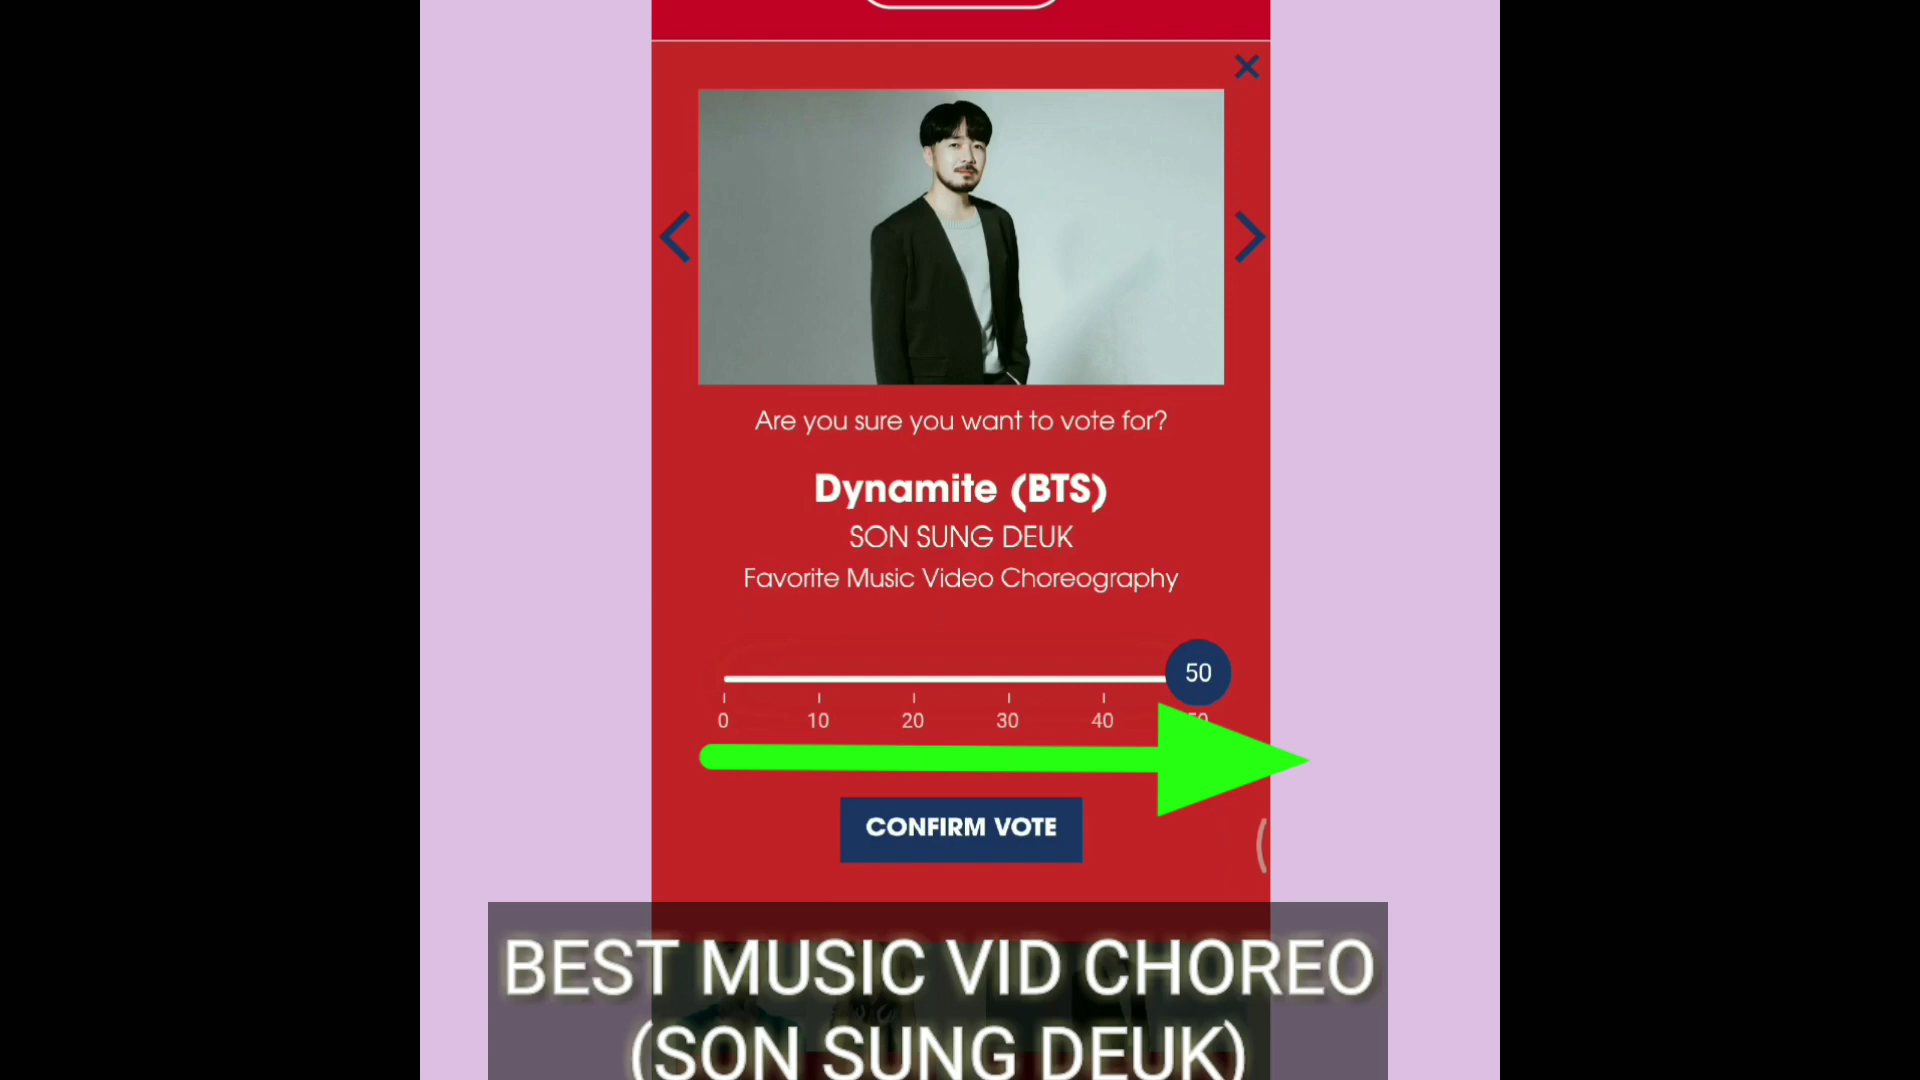 Are you sure you want to vote for?
Dynamite (BTS)
SON SUNG DEUK
Favorite Music Video Choreography
50
0 10 20 30 40 50
CONFIRM VOTE
BEST MUSIC VID CHOREO
(SON SUNG DEUK)